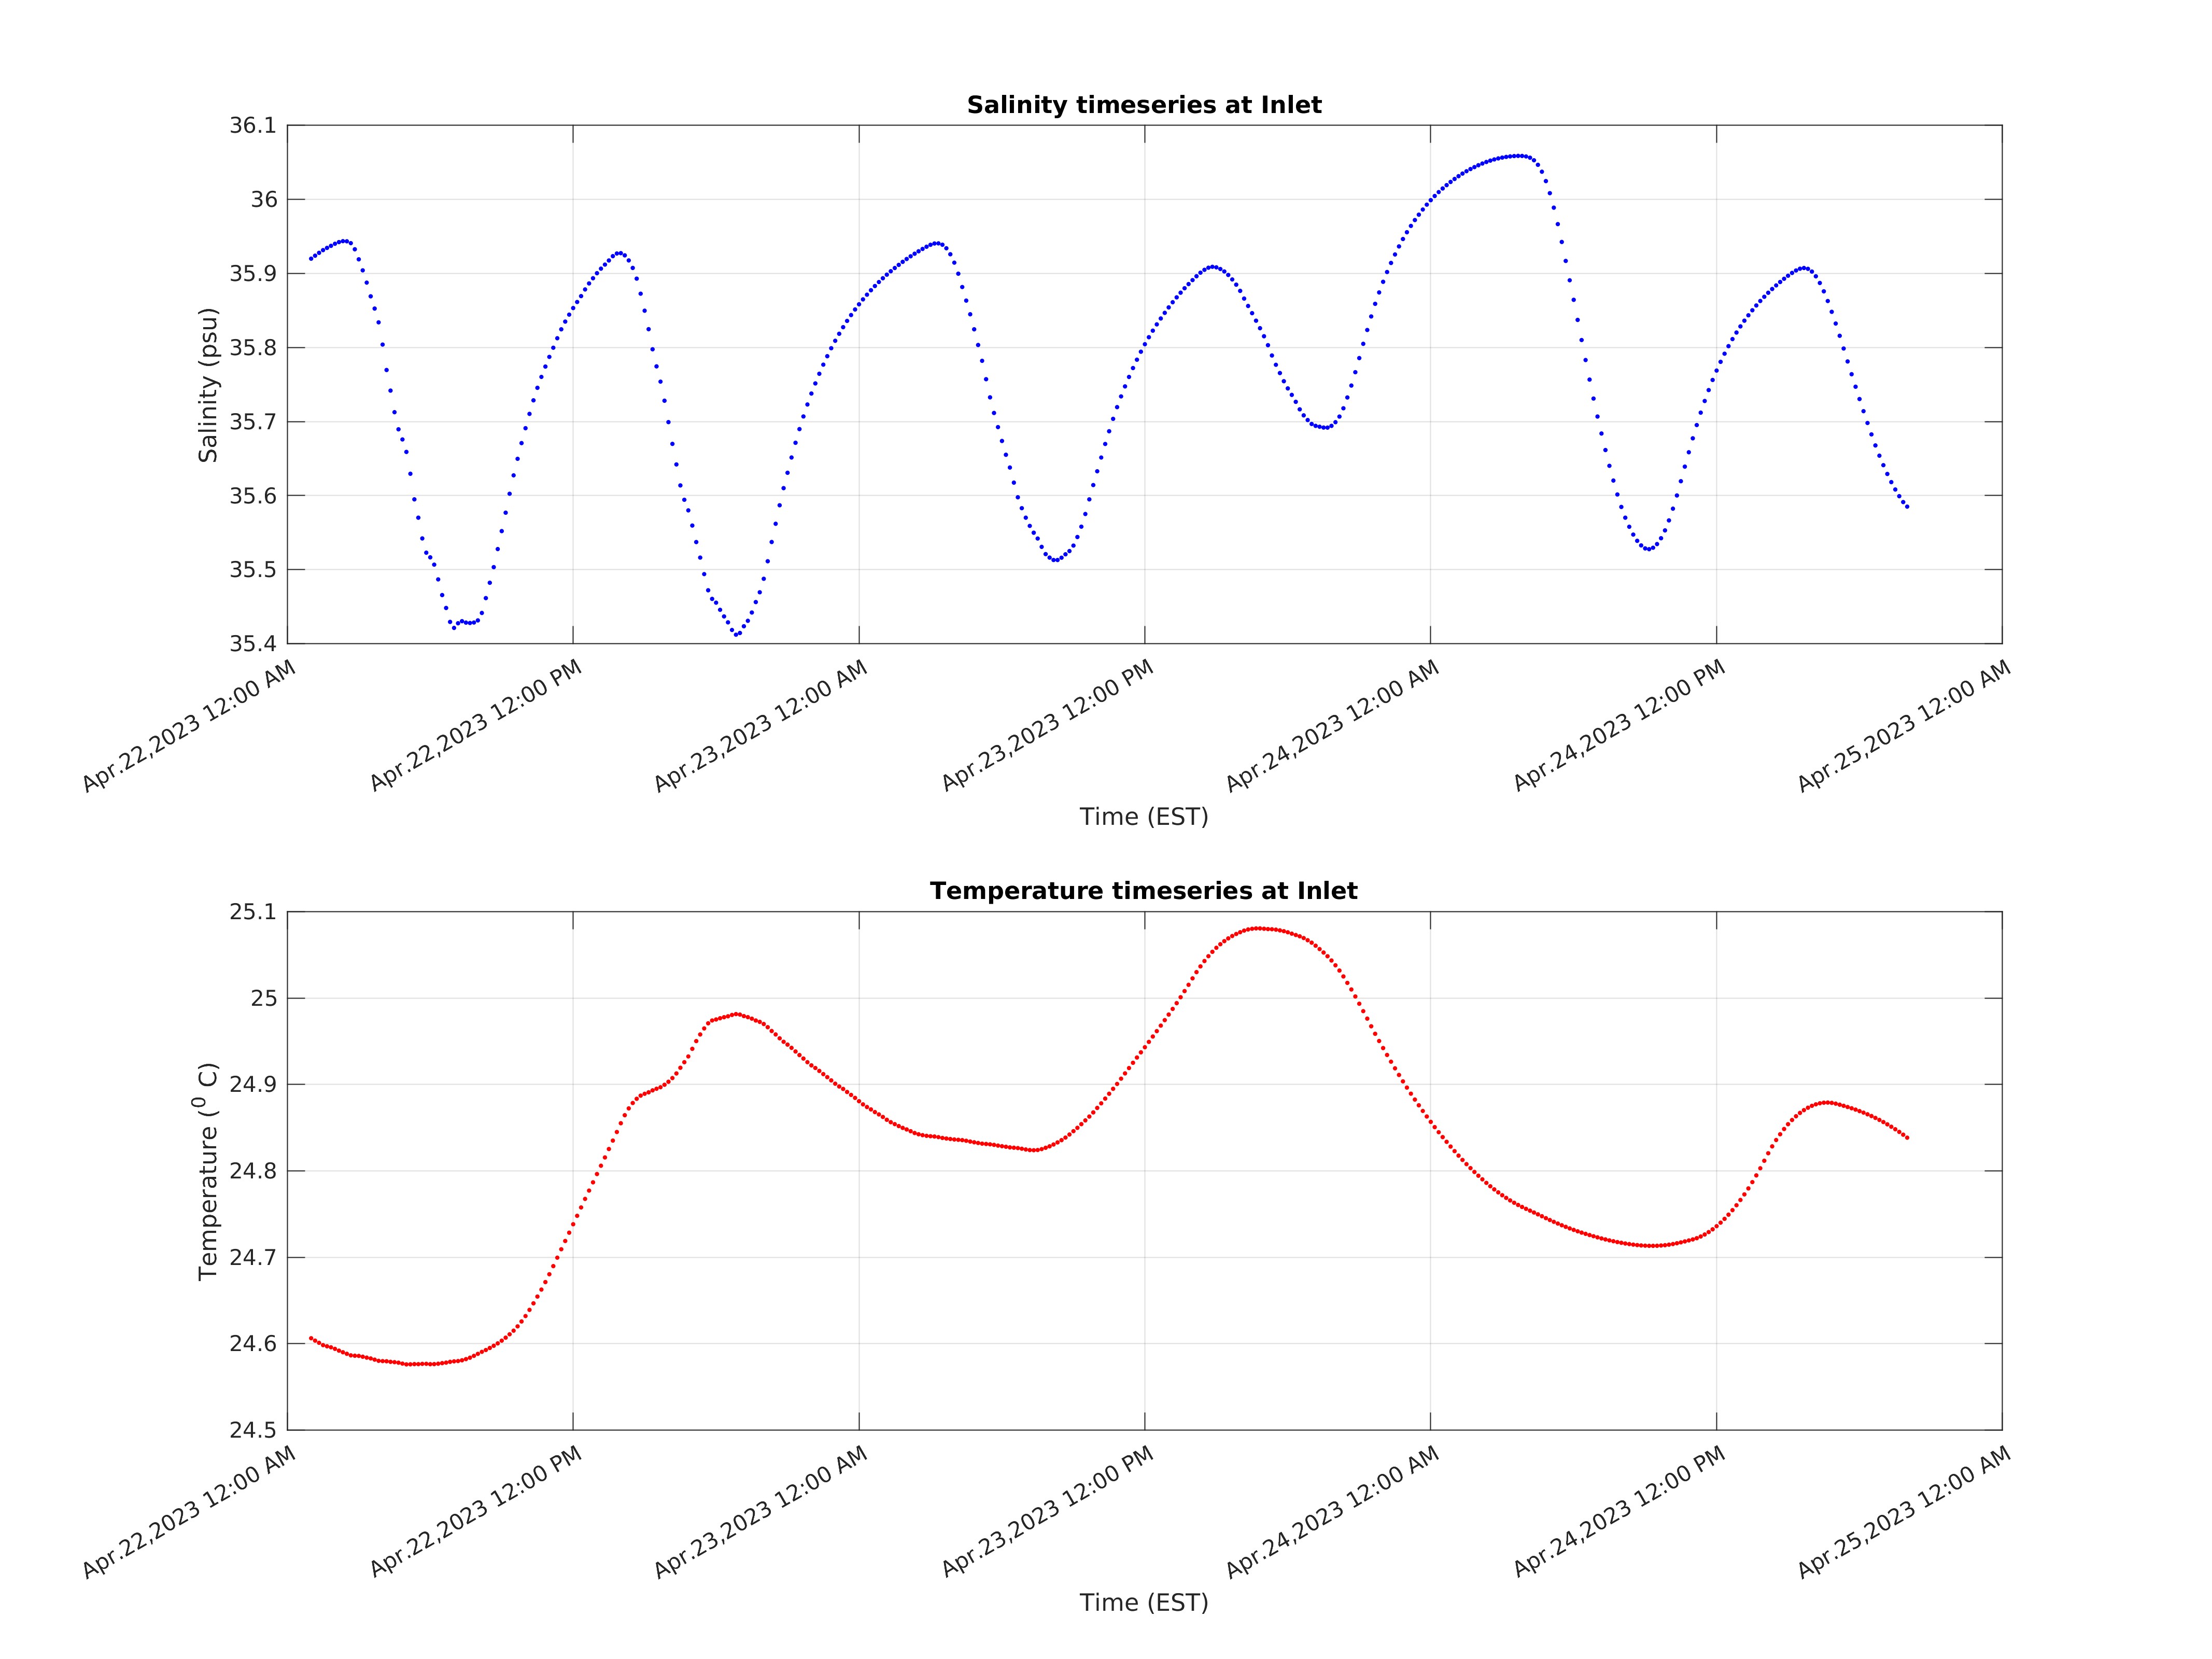 Salinity timeseries at Inlet
36.1
36
35.9
35.8
35.7
35.6
35.5
35.4
Salinity (psu)
Apr.22,2023 12:00 AM
Apr.22,2023 12:00 PM
Apr.23,2023 12:00 AM
Apr.23,2023 12:00 PM
Apr.24,2023 12:00 AM
Apr.24,2023 12:00 PM
Apr.25,2023 12:00 AM
Time (EST)
Temperature timeseries at Inlet
25.1
25
24.9
24.8
24.7
24.6
24.5
Temperature (⁰ C)
Apr.22,2023 12:00 AM
Apr.22,2023 12:00 PM
Apr.23,2023 12:00 AM
Apr.23,2023 12:00 PM
Apr.24,2023 12:00 AM
Apr.24,2023 12:00 PM
Apr.25,2023 12:00 AM
Time (EST)